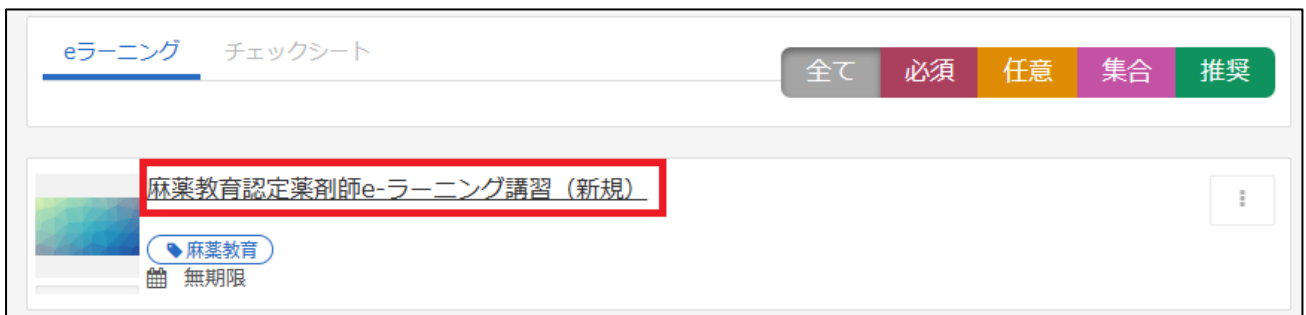 eラーニング チェックシート
全て 必須 任意 集合 推奨
麻薬教育認定薬剤師e-ラーニング講習（新規）
麻薬教育
無期限